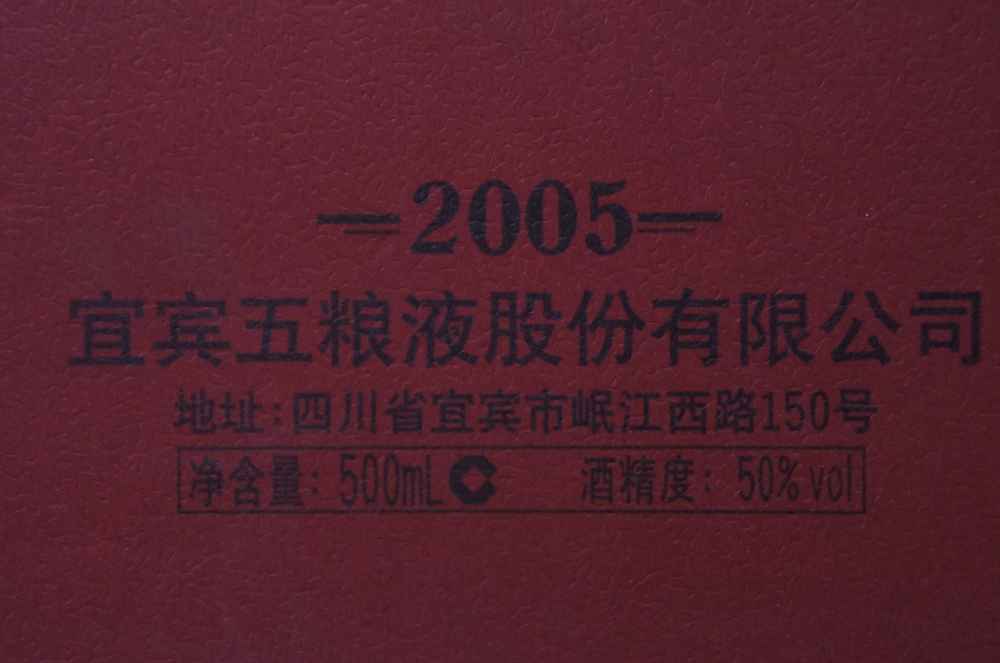 2005
宜宾五粮液股份有限公司
地址:四川省宜宾市岷江西路150号
净含量: 500mL 酒精度: 50%vol